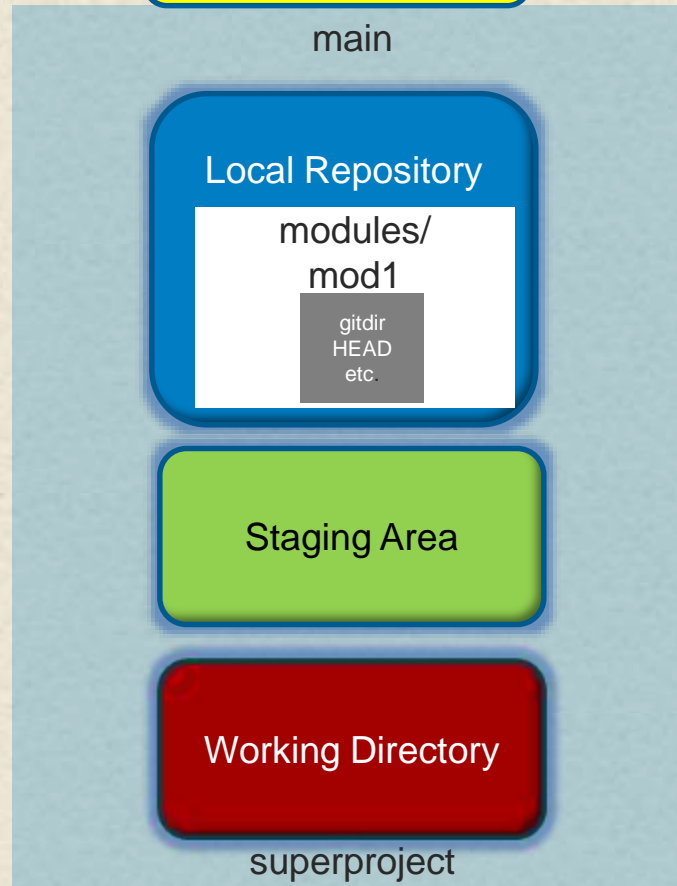 main
Local Repository
modules/
mod1
gitdir
HEAD
etc.
Staging Area
Working Directory
superproject